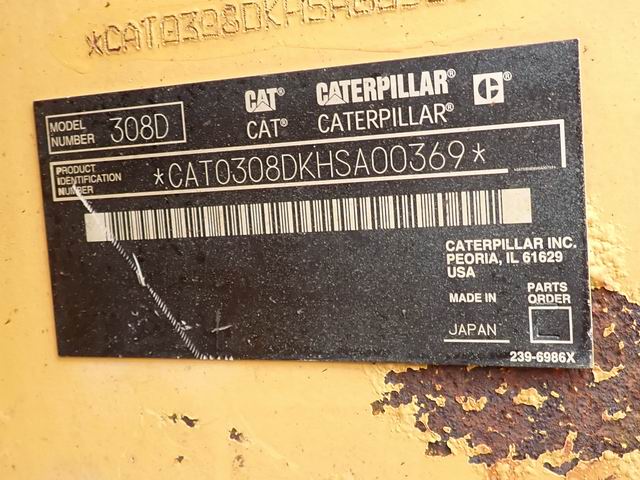 *CAT0308DKHSA003
CAT® CATERPILLAR® C®
CAT® CATERPILLAR®
MODEL NUMBER 308D
PRODUCT IDENTIFICATION NUMBER *CAT0308DKHSA00369*
CATERPILLAR INC.
PEORIA, IL 61629
USA
MADE IN
JAPAN
PARTS ORDER
239-6986X